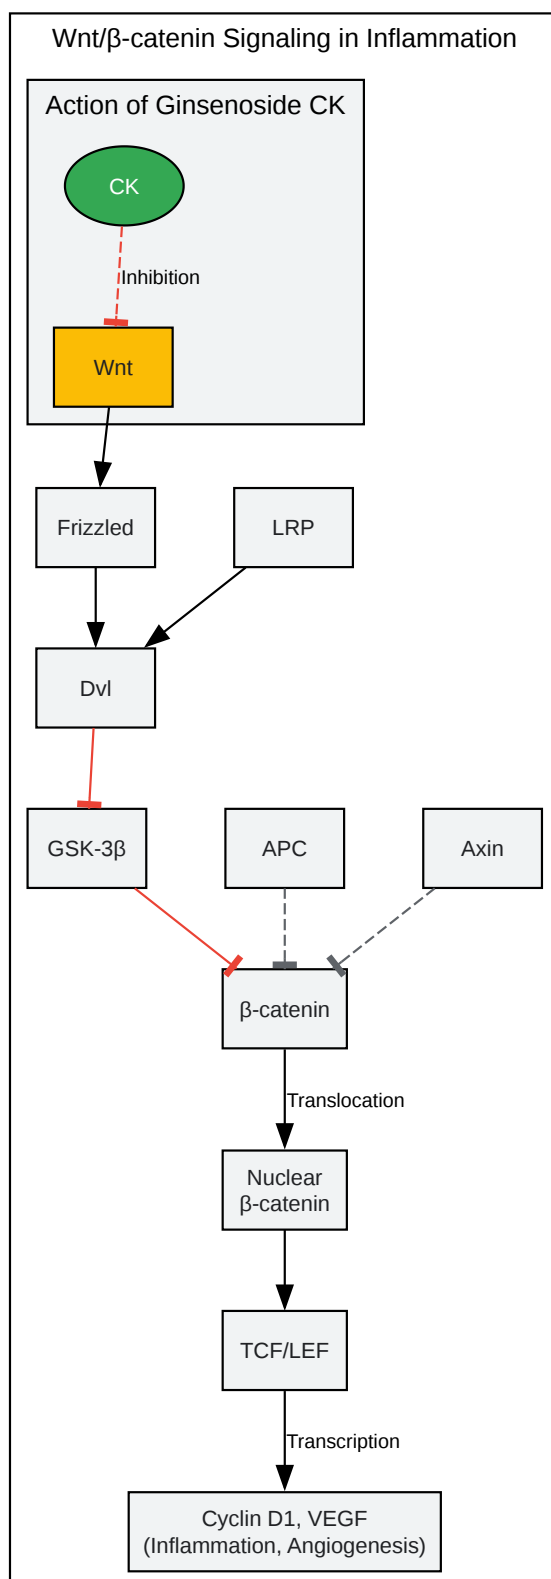 Wnt/β-catenin Signaling in Inflammation
Action of Ginsenoside CK
CK
Inhibition
Wnt
Frizzled
LRP
Dvl
GSK-3β
APC
Axin
β-catenin
Translocation
Nuclear
β-catenin
TCF/LEF
Transcription
Cyclin D1, VEGF
(Inflammation, Angiogenesis)